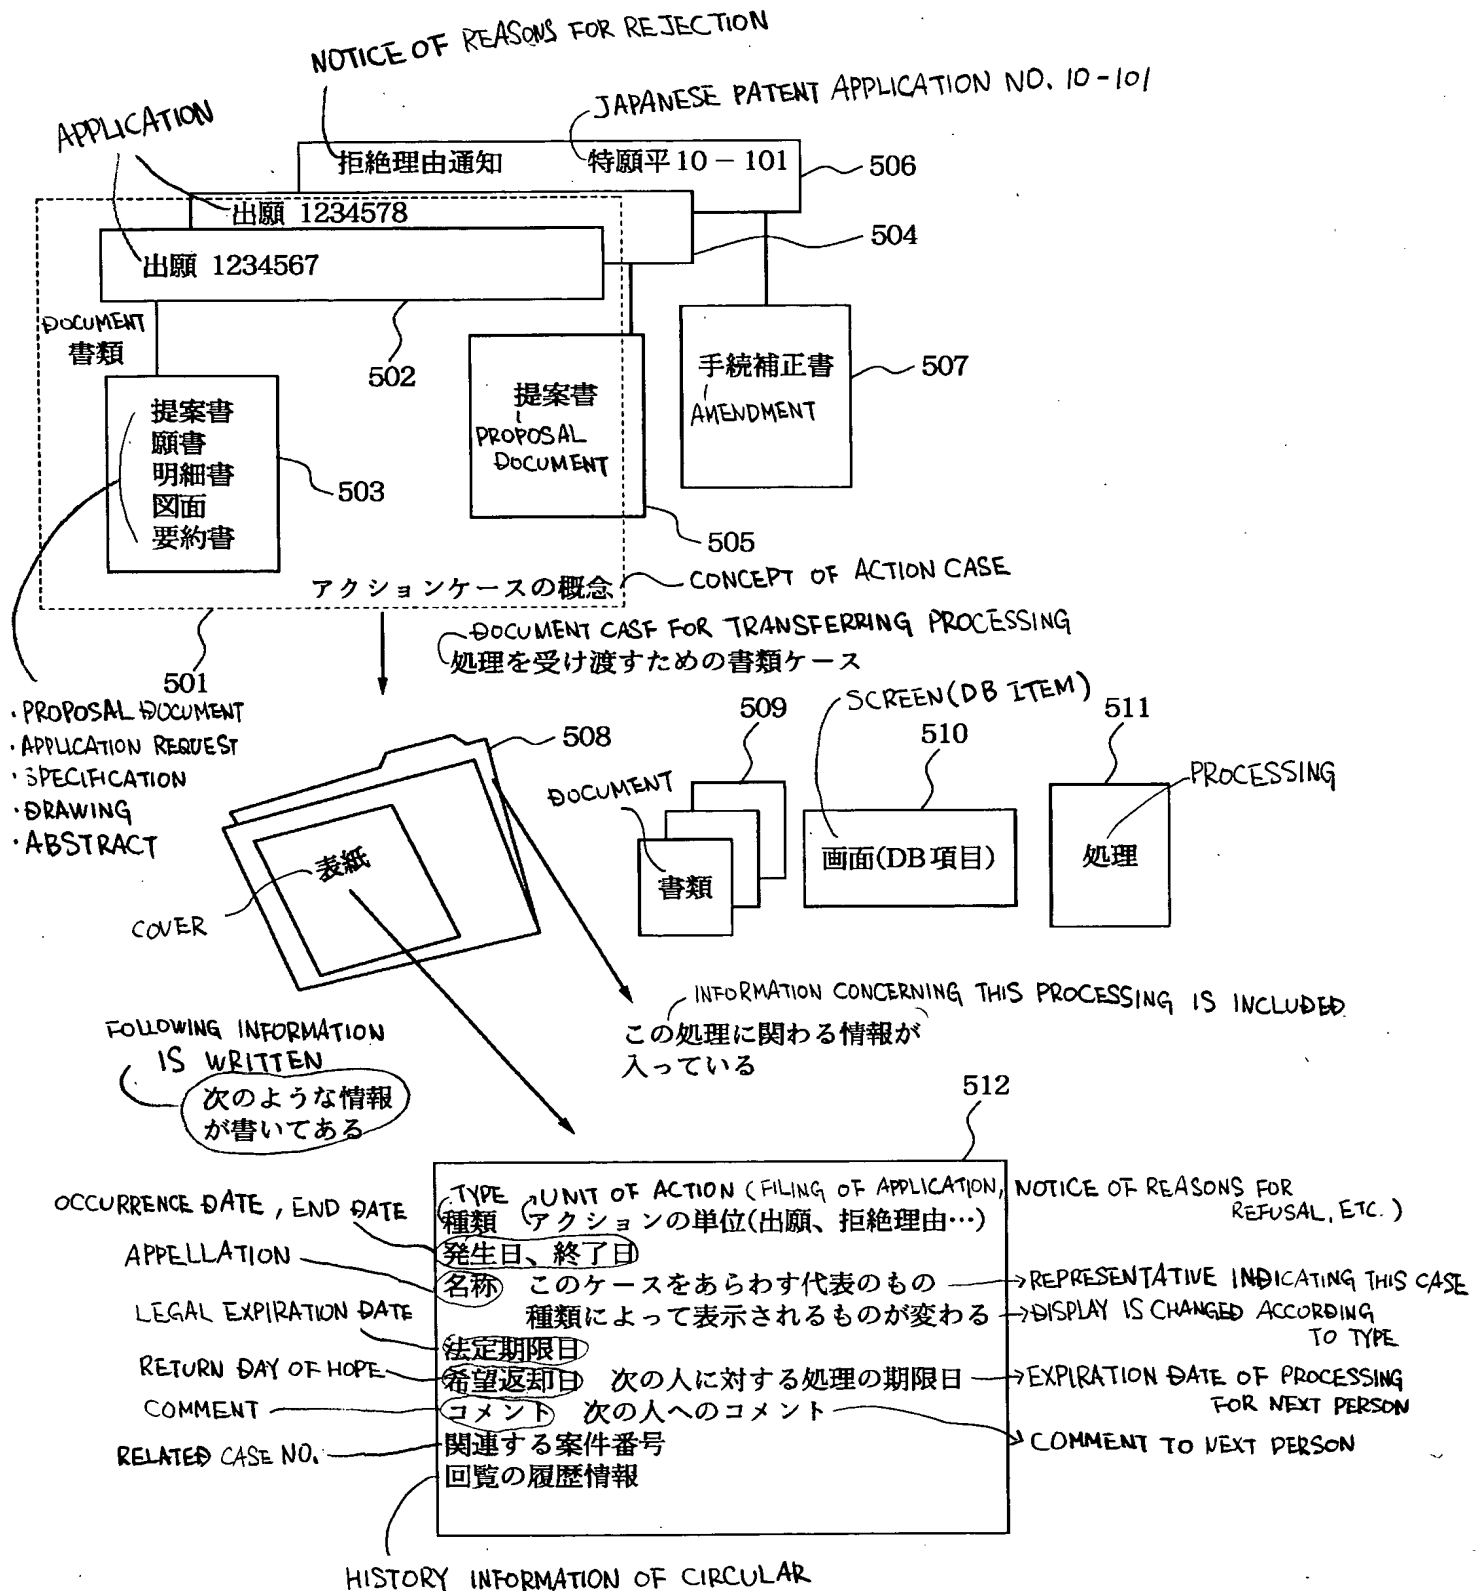 NOTICE OF REASONS FOR REJECTION
JAPANESE PATENT APPLICATION NO. 10-101
APPLICATION
拒絶理由通知 特願平10-101
506
出願 1234578
504
出願 1234567
DOCUMENT
書類
502
提案書
願書
明細書
図面
要約書
503
提案書
PROPOSAL
DOCUMENT
505
手続補正書
AMENDMENT
507
アクションケースの概念
CONCEPT OF ACTION CASE
501
DOCUMENT CASE FOR TRANSFERRING PROCESSING
処理を受け渡すための書類ケース
・PROPOSAL DOCUMENT
・APPLICATION REQUEST
・SPECIFICATION
・DRAWING
・ABSTRACT
508
509
SCREEN(DB ITEM)
510
511
PROCESSING
DOCUMENT
表紙
COVER
書類
画面(DB項目)
処理
INFORMATION CONCERNING THIS PROCESSING IS INCLUDED
この処理に関わる情報が
入っている
FOLLOWING INFORMATION
IS WRITTEN
次のような情報
が書いてある
512
TYPE UNIT OF ACTION (FILING OF APPLICATION, NOTICE OF REASONS FOR
REFUSAL, ETC.)
種類 アクションの単位(出願、拒絶理由…)
OCCURRENCE DATE, END DATE
発生日、終了日
APPELLATION
名称 このケースをあらわす代表のもの
REPRESENTATIVE INDICATING THIS CASE
種類によって表示されるものが変わる
DISPLAY IS CHANGED ACCORDING
TO TYPE
LEGAL EXPIRATION DATE
法定期限日
RETURN DAY OF HOPE
希望返却日 次の人に対する処理の期限日
EXPIRATION DATE OF PROCESSING
FOR NEXT PERSON
COMMENT
コメント 次の人へのコメント
COMMENT TO NEXT PERSON
RELATED CASE NO.
関連する案件番号
回覧の履歴情報
HISTORY INFORMATION OF CIRCULAR